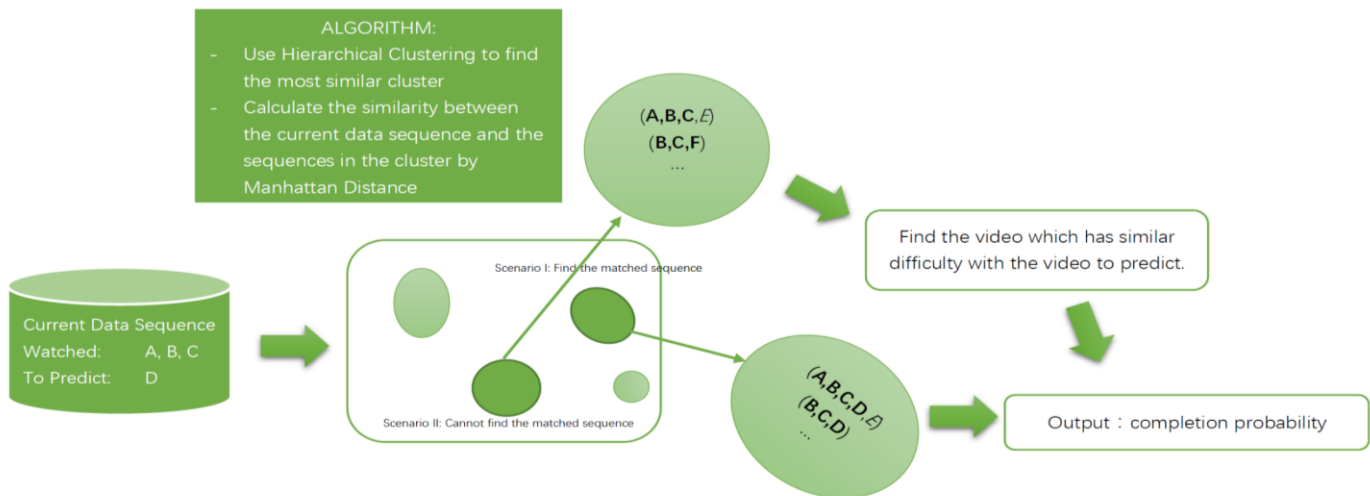 ALGORITHM:
- Use Hierarchical Clustering to find
the most similar cluster
- Calculate the similarity between
the current data sequence and the
sequences in the cluster by
Manhattan Distance
(A,B,C,E)
(B,C,F)
...
Find the video which has similar
difficulty with the video to predict.
Scenario I: Find the matched sequence
Current Data Sequence
Watched: A, B, C
To Predict: D
Scenario II: Cannot find the matched sequence
(A,B,C,D,E)
(B,C,D)
...
Output：completion probability